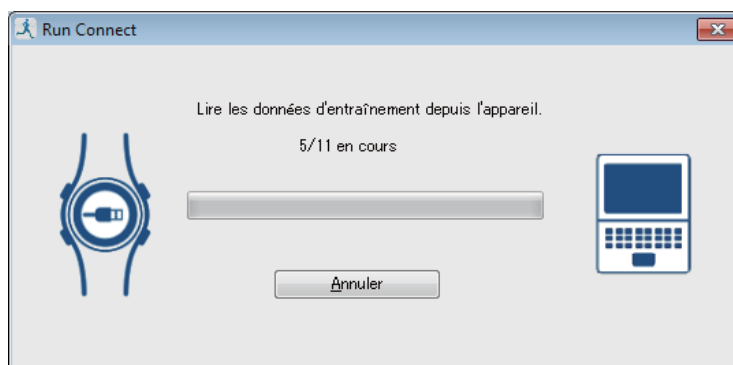 Run Connect
Lire les données d'entraînement depuis l'appareil.
5/11 en cours
Annuler